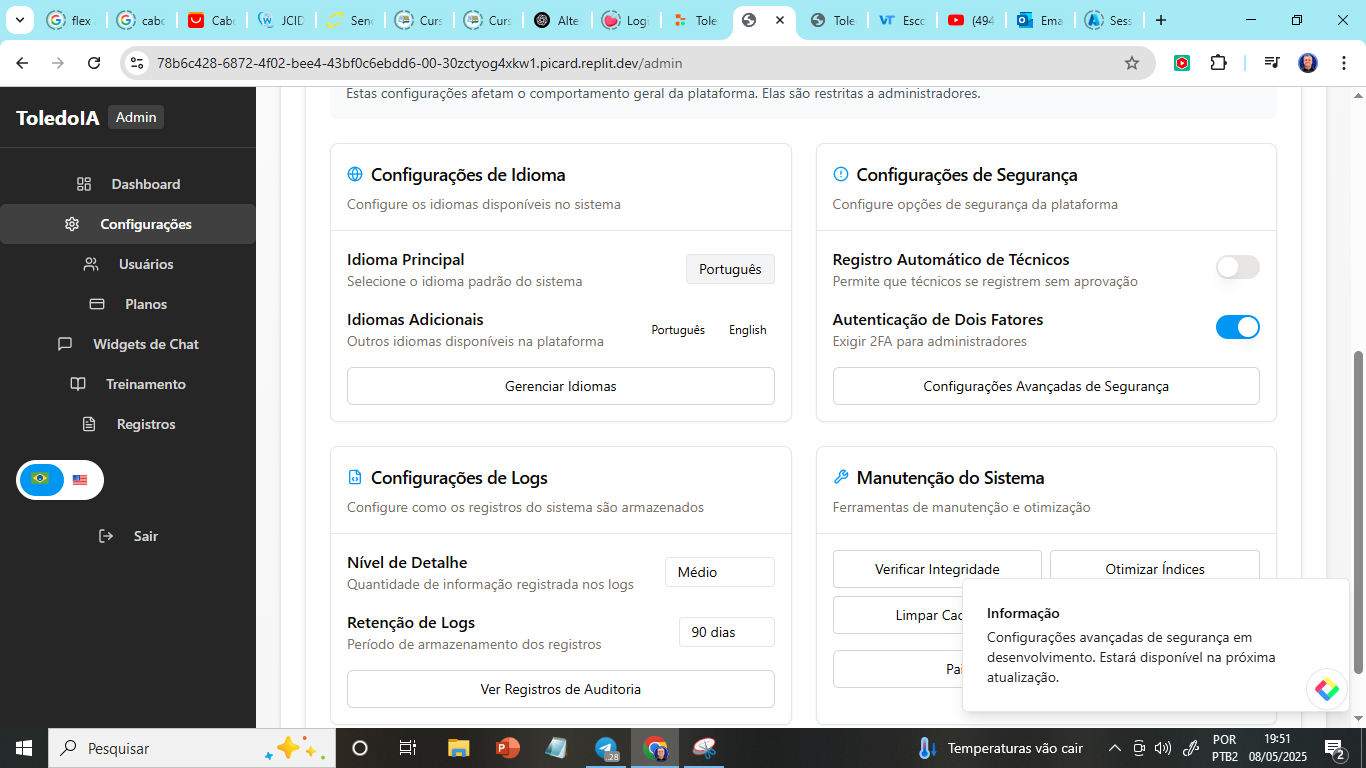 flex
cabc
Cabc
JCID
Senc
Curs
Curs
Alte
Logi
Tole
Tole
VT Escc
(494
Ema
Sess
78b6c428-6872-4f02-bee4-43bf0c6ebdd6-00-30zctyog4xkw1.picard.replit.dev/admin
ToledoIA Admin
Dashboard
Configurações
Usuários
Planos
Widgets de Chat
Treinamento
Registros
Sair
Estas configurações afetam o comportamento geral da plataforma. Elas são restritas a administradores.
Configurações de Idioma
Configure os idiomas disponíveis no sistema
Idioma Principal
Selecione o idioma padrão do sistema
Português
Idiomas Adicionais
Outros idiomas disponíveis na plataforma
Português English
Gerenciar Idiomas
Configurações de Segurança
Configure opções de segurança da plataforma
Registro Automático de Técnicos
Permite que técnicos se registrem sem aprovação
Autenticação de Dois Fatores
Exigir 2FA para administradores
Configurações Avançadas de Segurança
Configurações de Logs
Configure como os registros do sistema são armazenados
Nível de Detalhe
Quantidade de informação registrada nos logs
Médio
Retenção de Logs
Período de armazenamento dos registros
90 dias
Ver Registros de Auditoria
Manutenção do Sistema
Ferramentas de manutenção e otimização
Verificar Integridade
Otimizar Índices
Limpar Cac
Pai
Informação
Configurações avançadas de segurança em
desenvolvimento. Estará disponível na próxima
atualização.
Pesquisar
.28
Temperaturas vão cair
POR
PTB2
19:51
08/05/2025
2